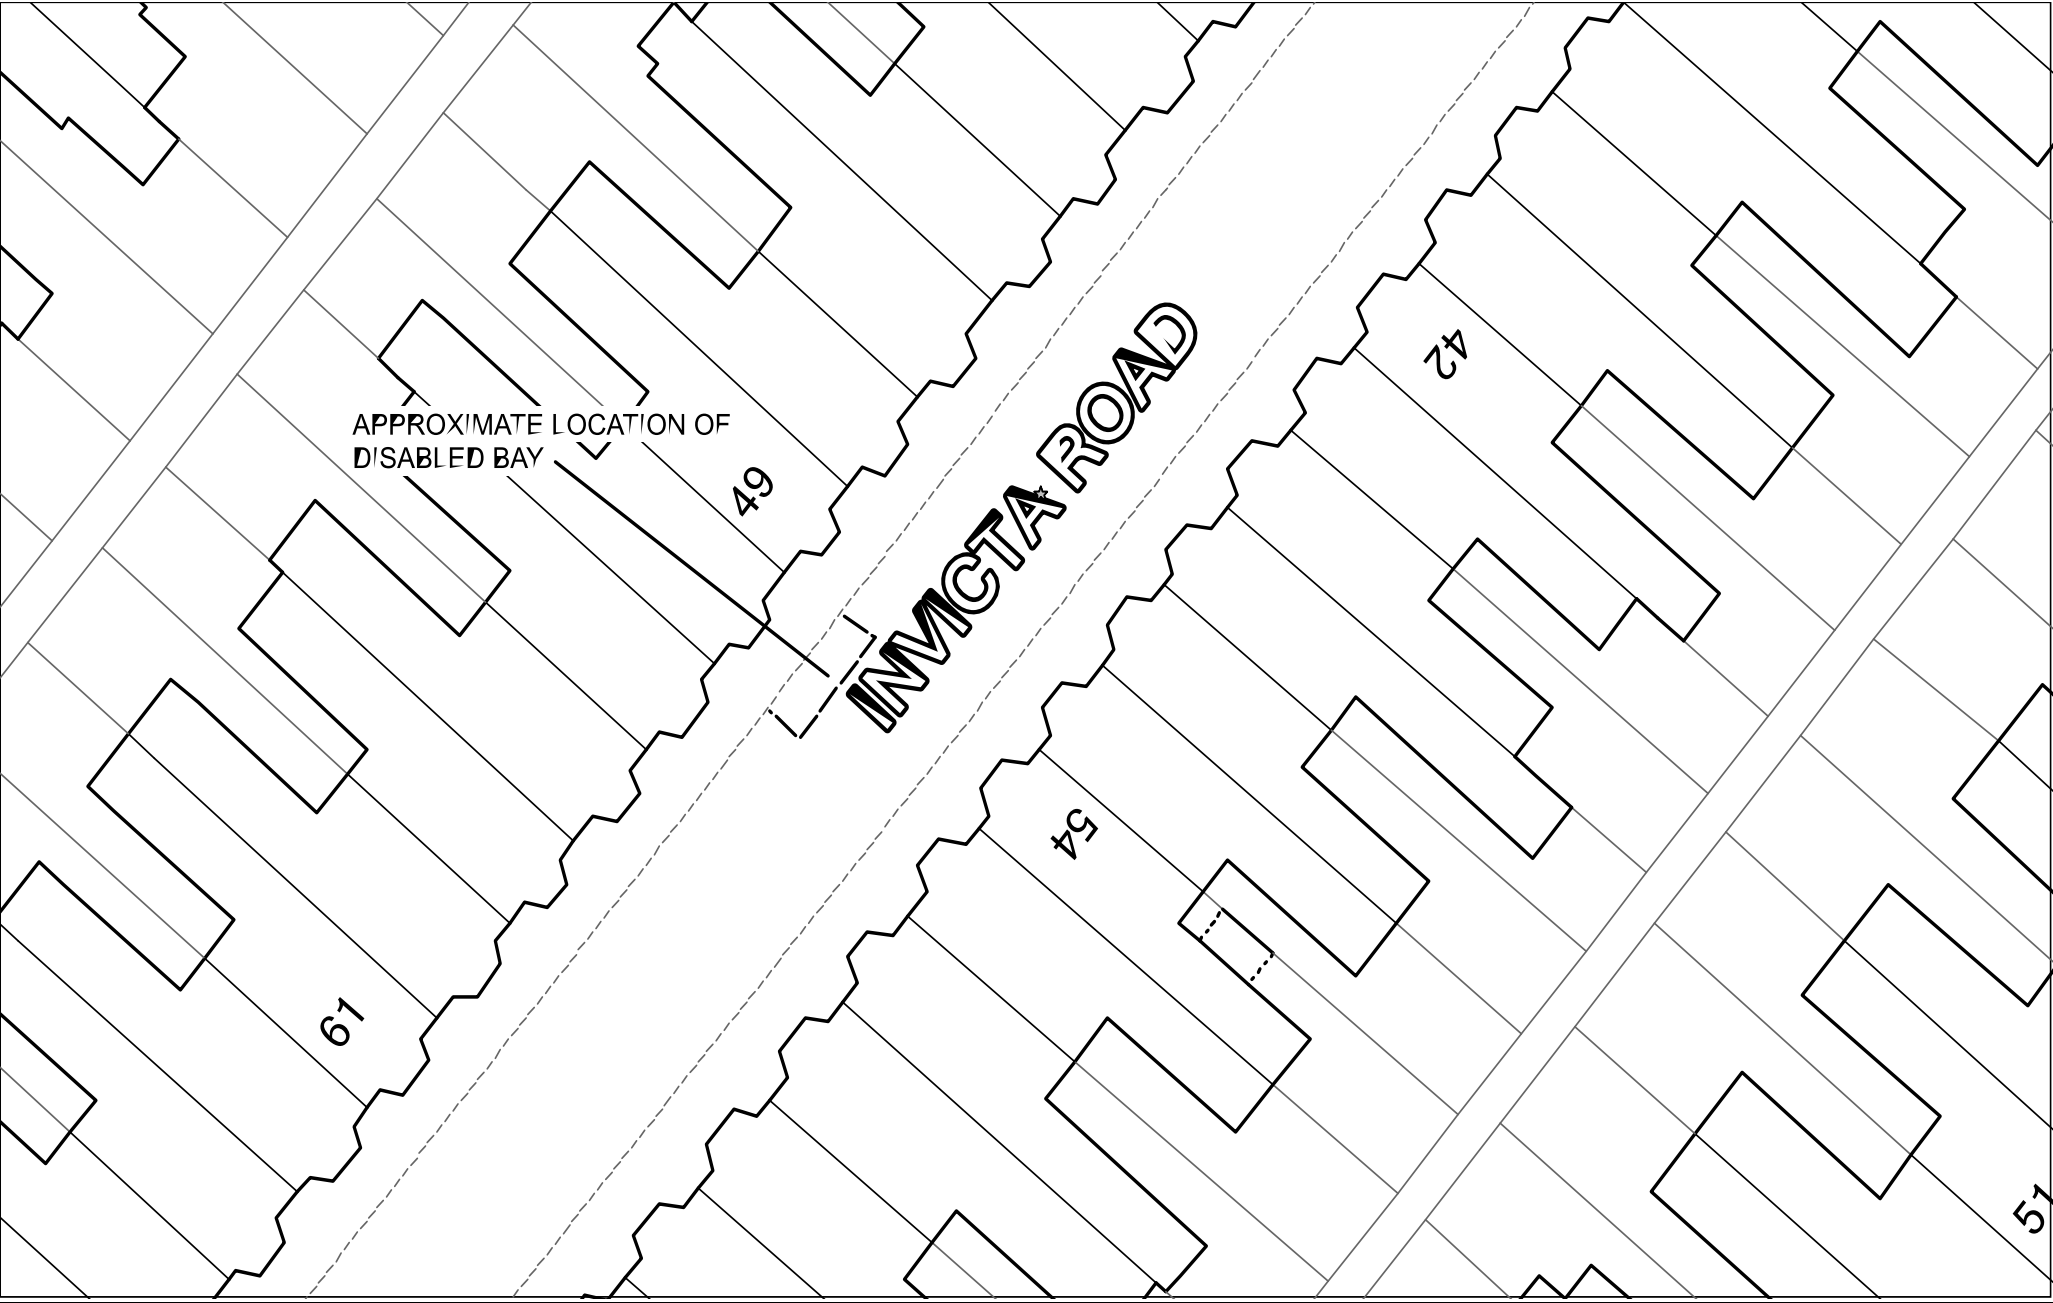 42
APPROXIMATE LOCATION OF
DISABLED BAY
49
INVICTA ROAD
54
61
51